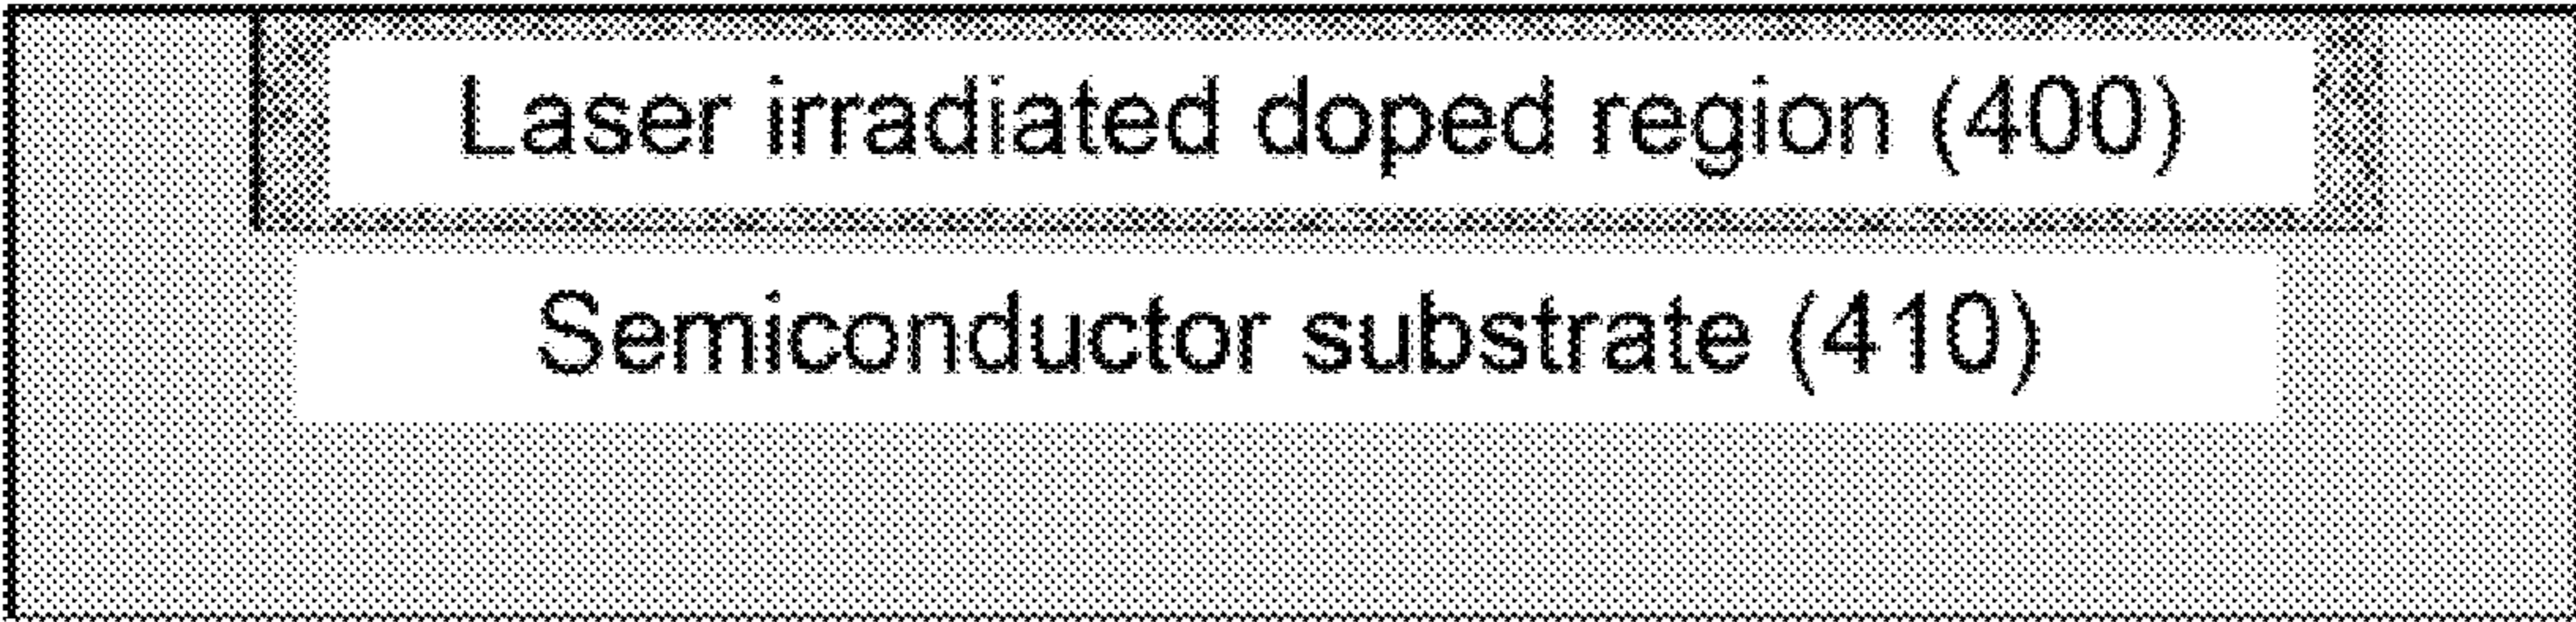 Laser irradiated doped region (400)
Semiconductor substrate (410)